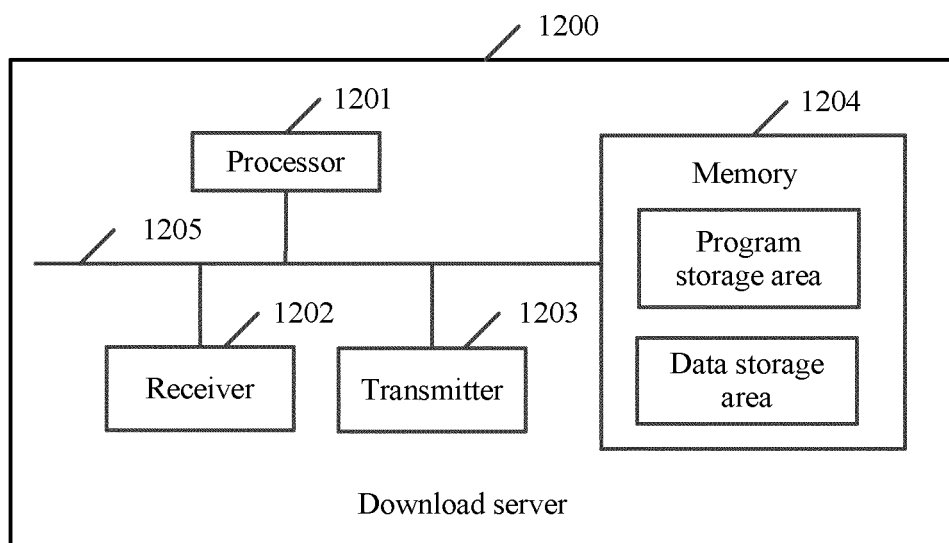 1200
1201
1204
Processor
Memory
1205
Program
storage area
1202
1203
Receiver
Transmitter
Data storage
area
Download server